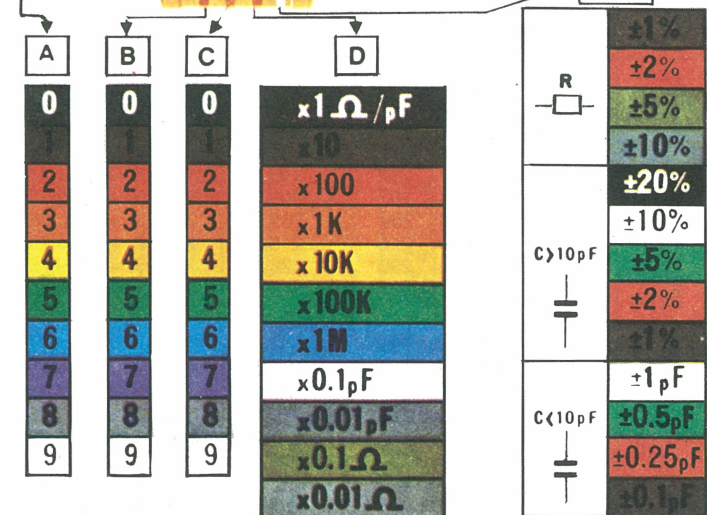 A B C D
0 0 0 x1Ω/pF
1 1 1 x10
2 2 2 x100
3 3 3 x1K
4 4 4 x10K
5 5 5 x100K
6 6 6 x1M
7 7 7 x0.1pF
8 8 8 x0.01pF
9 9 9 x0.1Ω
x0.01Ω
R
±1%
±2%
±5%
±10%
C>10pF
±20%
±10%
±5%
±2%
±1%
C<10pF
±1pF
±0.5pF
±0.25pF
±0.1pF